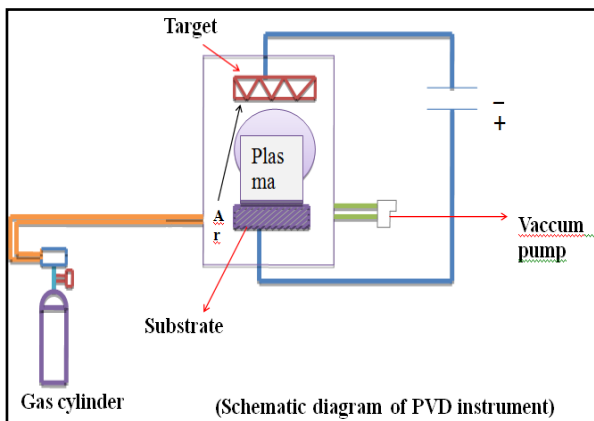 Target
−
+
Plas
ma
A
r
Vaccum
pump
Substrate
Gas cylinder
(Schematic diagram of PVD instrument)